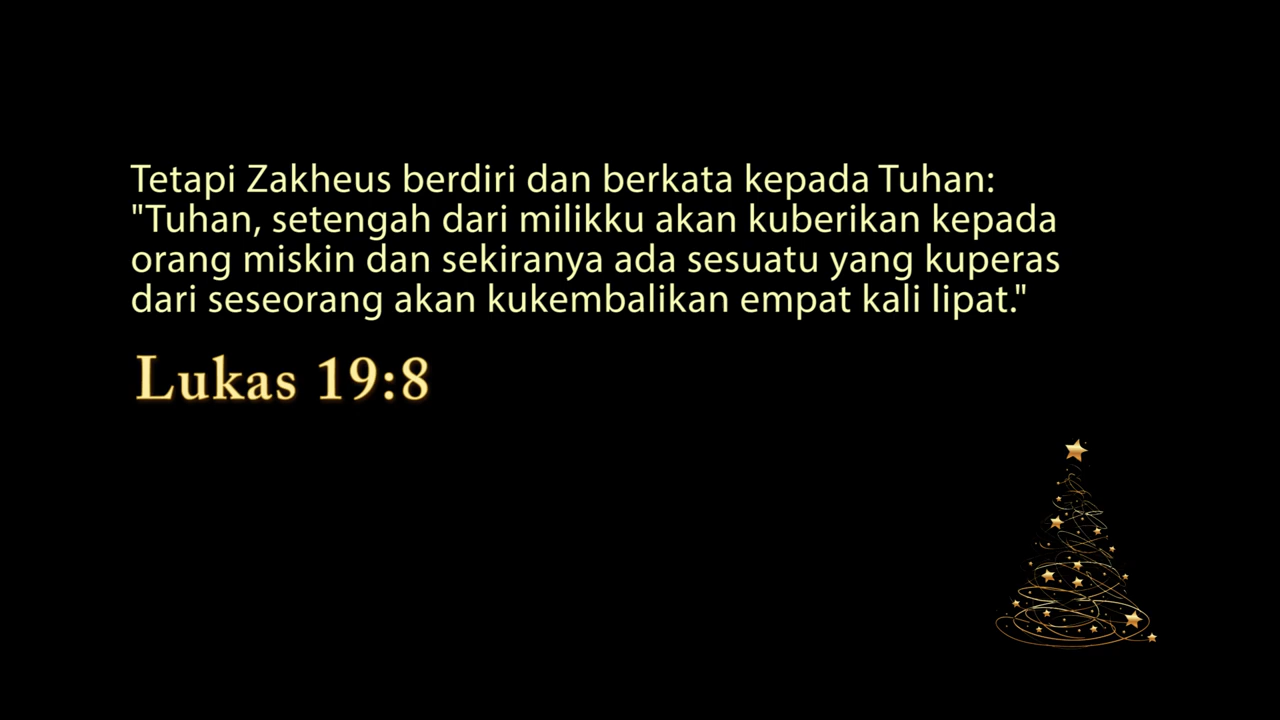 Tetapi Zakheus berdiri dan berkata kepada Tuhan:
"Tuhan, setengah dari milikku akan kuberikan kepada
orang miskin dan sekiranya ada sesuatu yang kuperas
dari seseorang akan kukembalikan empat kali lipat."
Lukas 19:8